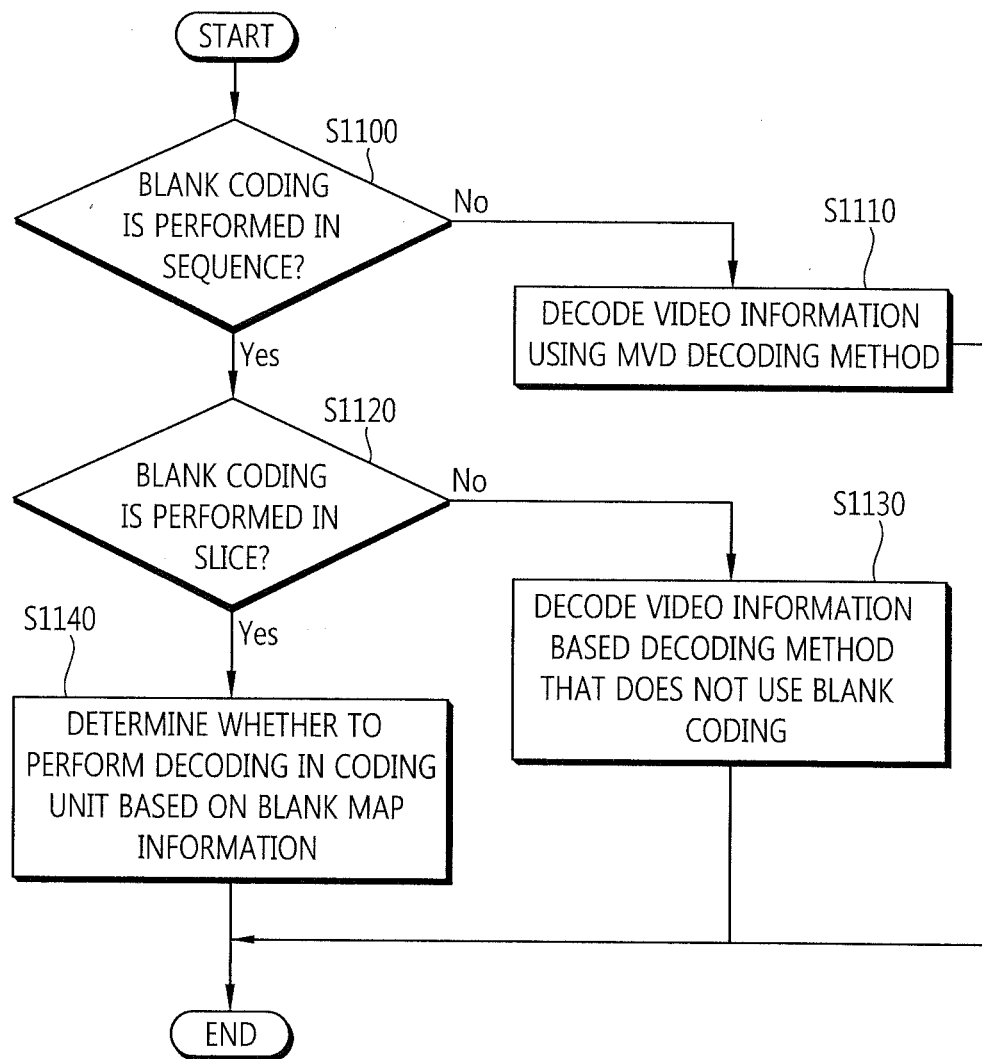 START
S1100
BLANK CODING
IS PERFORMED IN
SEQUENCE?
No
Yes
S1110
DECODE VIDEO INFORMATION
USING MVD DECODING METHOD
S1120
BLANK CODING
IS PERFORMED IN
SLICE?
No
Yes
S1130
DECODE VIDEO INFORMATION
BASED DECODING METHOD
THAT DOES NOT USE BLANK
CODING
S1140
DETERMINE WHETHER TO
PERFORM DECODING IN CODING
UNIT BASED ON BLANK MAP
INFORMATION
END